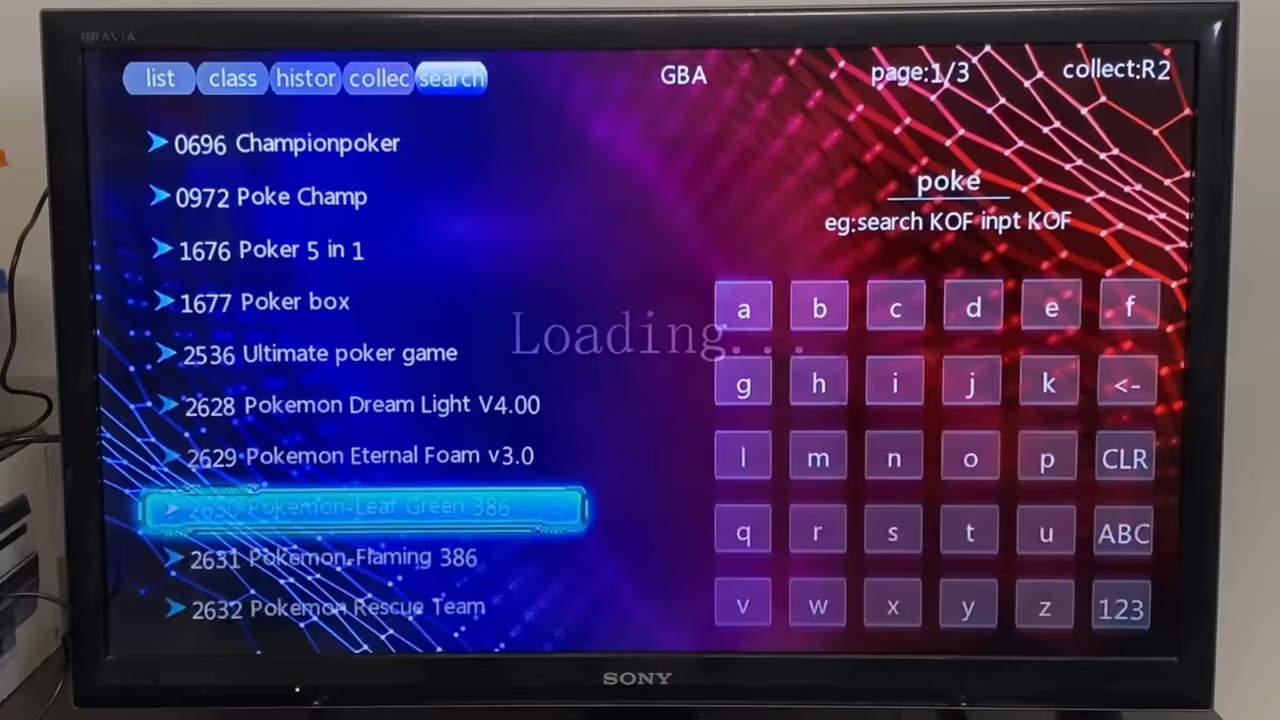 BRAVIA
list class histor collec search GBA page:1/3 collect:R2
0696 Championpoker
0972 Poke Champ
1676 Poker 5 in 1
1677 Poker box
2536 Ultimate poker game
2628 Pokemon Dream Light V4.00
2629 Pokemon Eternal Foam v3.0
2630 Pokemon-Leaf Green 386
2631 Pokemon-Flaming 386
2632 Pokemon Rescue Team
Loading...
poke
eg:search KOF inpt KOF
a b c d e f
g h i j k <-
l m n o p CLR
q r s t u ABC
v w x y z 123
SONY